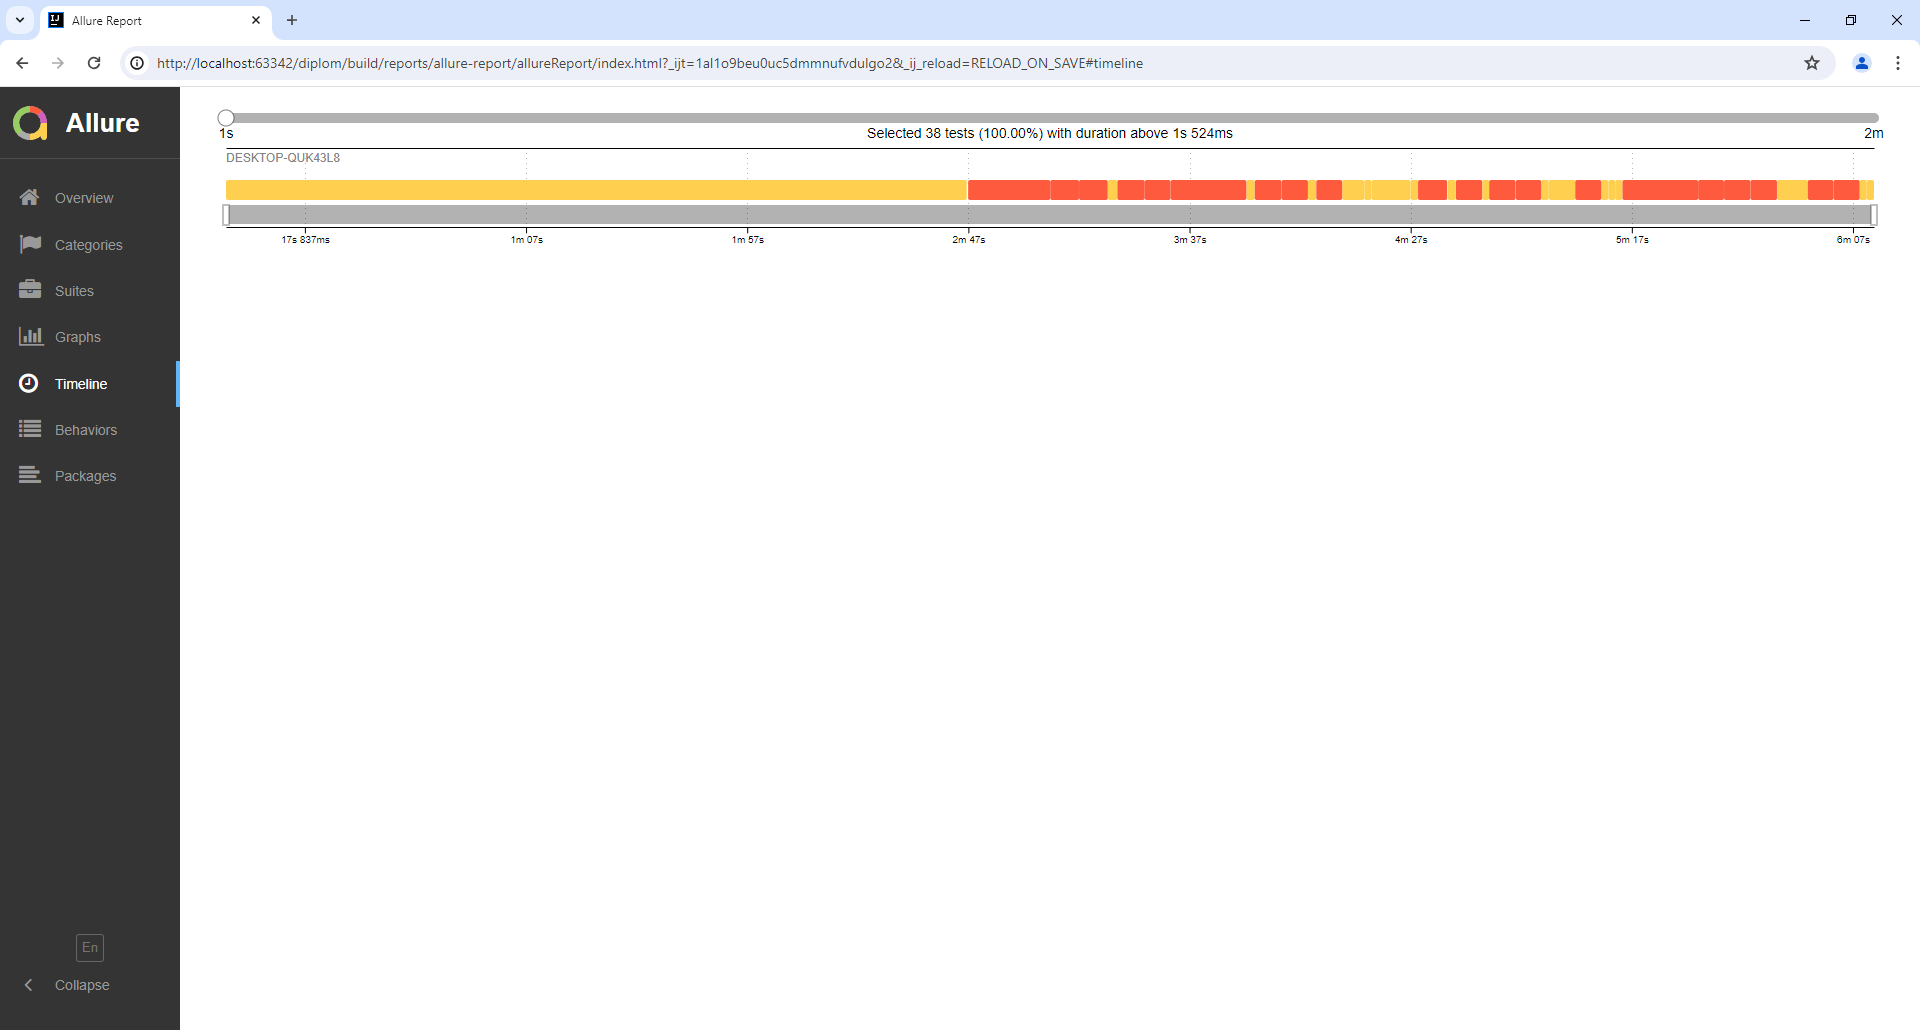 Allure Report
http://localhost:63342/diplom/build/reports/allure-report/allureReport/index.html?_ijt=1al1o9beu0uc5dmmnufvdulgo2&_ij_reload=RELOAD_ON_SAVE#timeline
Allure
Overview
Categories
Suites
Graphs
Timeline
Behaviors
Packages
En
Collapse
1s
Selected 38 tests (100.00%) with duration above 1s 524ms
2m
DESKTOP-QUK43L8
17s 837ms
1m 07s
1m 57s
2m 47s
3m 37s
4m 27s
5m 17s
6m 07s